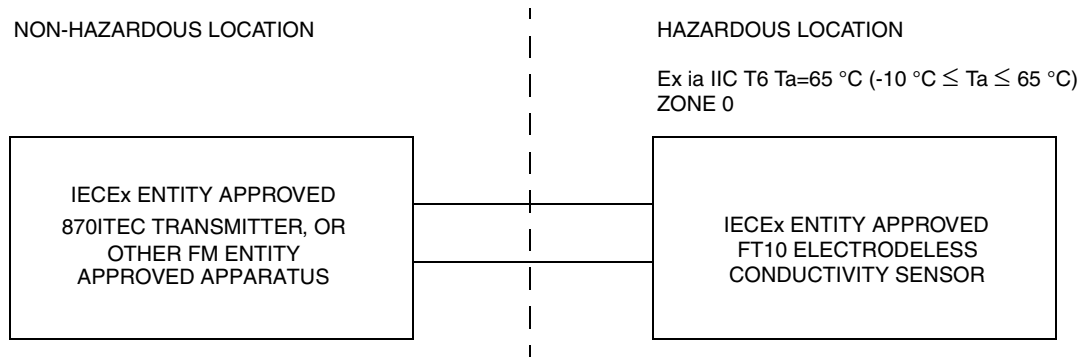 NON-HAZARDOUS LOCATION
HAZARDOUS LOCATION
Ex ia IIC T6 Ta=65 °C (-10 °C ≤ Ta ≤ 65 °C)
ZONE 0
IECEx ENTITY APPROVED
870ITEC TRANSMITTER, OR
OTHER FM ENTITY
APPROVED APPARATUS
IECEx ENTITY APPROVED
FT10 ELECTRODELESS
CONDUCTIVITY SENSOR